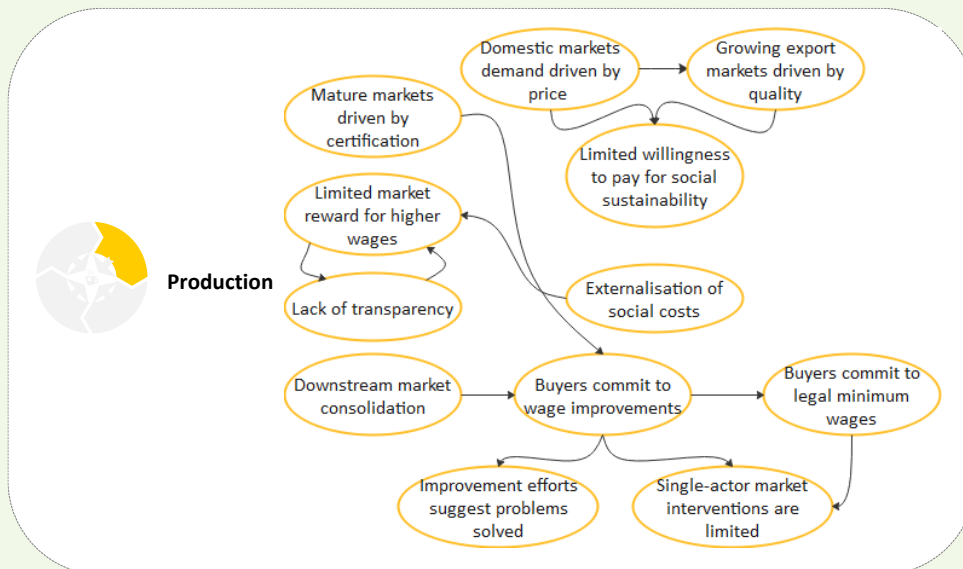 Domestic markets
demand driven by
price
Growing export
markets driven by
quality
Mature markets
driven by
certification
Limited willingness
to pay for social
sustainability
Limited market
reward for higher
wages
Production
Lack of transparency
Externalisation of
social costs
Downstream market
consolidation
Buyers commit to
wage improvements
Buyers commit to
legal minimum
wages
Improvement efforts
suggest problems
solved
Single-actor market
interventions are
limited